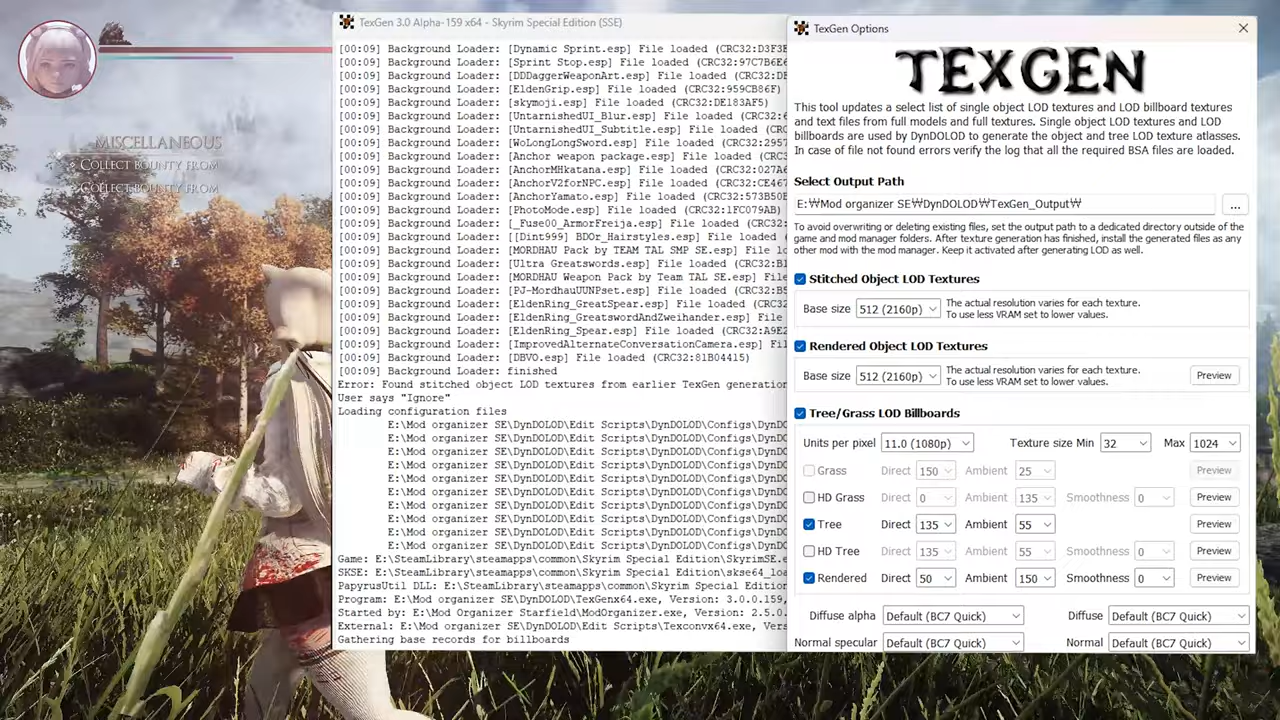 TexGen 3.0 Alpha-159 x64 - Skyrim Special Edition (SSE)
[00:09] Background Loader: [Dynamic Sprint.esp] File loaded (CRC32:D3F3
[00:09] Background Loader: [Sprint Stop.esp] File loaded (CRC32:97C7B6E
[00:09] Background Loader: [DDDaggerWeaponArt.esp] File loaded (CRC32:D
[00:09] Background Loader: [EldenGrip.esp] File loaded (CRC32:959CB86F)
[00:09] Background Loader: [skymoji.esl] File loaded (CRC32:DE183AF5)
[00:09] Background Loader: [UntarnishedUI_Blur.esp] File loaded (CRC32:
[00:09] Background Loader: [UntarnishedUI_Subtitle.esp] File loaded (CR
[00:09] Background Loader: [WoLongLongSword.esp] File loaded (CRC32:295
[00:09] Background Loader: [Anchor weapon package.esp] File loaded (CRC
[00:09] Background Loader: [AnchorMHkatana.esp] File loaded (CRC32:027A
[00:09] Background Loader: [AnchorV2forNPC.esp] File loaded (CRC32:CE467
[00:09] Background Loader: [AnchorYamato.esp] File loaded (CRC32:573B50
[00:09] Background Loader: [PhotoMode.esp] File loaded (CRC32:1FC079AB)
[00:09] Background Loader: [_Fuse00_ArmorFreija.esp] File loaded (CRC32
[00:09] Background Loader: [[Dint999] BDOr_Hairstyles.esp] File loaded
[00:09] Background Loader: [MORDHAU Pack by TEAM TAL SMP SE.esp] File lo
[00:09] Background Loader: [Ultra Greatswords.esp] File loaded (CRC32:B1
[00:09] Background Loader: [MORDHAU Weapon Pack by Team TAL SE.esp] File
[00:09] Background Loader: [PJ-MordhauUUNPset.esp] File loaded (CRC32:B
[00:09] Background Loader: [EldenRing_GreatSpear.esp] File loaded (CRC32
[00:09] Background Loader: [EldenRing_GreatswordAndZweihander.esp] File
[00:09] Background Loader: [EldenRing_Spear.esp] File loaded (CRC32:A9E2
[00:09] Background Loader: [ImprovedAlternateConversationCamera.esp] Fil
[00:09] Background Loader: [DBVO.esp] File loaded (CRC32:81B04415)
[00:09] Background Loader: finished
Error: Found stitched object LOD textures from earlier TexGen generation
User says "Ignore"
Loading configuration files
E:\Mod organizer SE\DynDOLOD\Edit Scripts\DynDOLOD\Configs\DynDO
E:\Mod organizer SE\DynDOLOD\Edit Scripts\DynDOLOD\Configs\DynDO
E:\Mod organizer SE\DynDOLOD\Edit Scripts\DynDOLOD\Configs\DynDO
E:\Mod organizer SE\DynDOLOD\Edit Scripts\DynDOLOD\Configs\DynDO
E:\Mod organizer SE\DynDOLOD\Edit Scripts\DynDOLOD\Configs\DynDO
E:\Mod organizer SE\DynDOLOD\Edit Scripts\DynDOLOD\Configs\DynDO
E:\Mod organizer SE\DynDOLOD\Edit Scripts\DynDOLOD\Configs\DynDO
E:\Mod organizer SE\DynDOLOD\Edit Scripts\DynDOLOD\Configs\DynDO
E:\Mod organizer SE\DynDOLOD\Edit Scripts\DynDOLOD\Configs\DynDO
E:\Mod organizer SE\DynDOLOD\Edit Scripts\DynDOLOD\Configs\DynDO
Game: E:\SteamLibrary\steamapps\common\Skyrim Special Edition\SkyrimSE.e
SKSE: E:\SteamLibrary\steamapps\common\Skyrim Special Edition\skse64_loa
PapyrusUtil DLL: E:\SteamLibrary\steamapps\common\Skyrim Special Edition
Program: E:\Mod organizer SE\DynDOLOD\TexGenx64.exe, Version: 3.0.0.159,
Started by: E:\Mod Organizer Starfield\ModOrganizer.exe, Version: 2.5.0.
External: E:\Mod organizer SE\DynDOLOD\Edit Scripts\Texconvx64.exe, Vers
Gathering base records for billboards
MISCELLANEOUS
COLLECT BOUNTY FROM
COLLECT BOUNTY FROM
TexGen Options
TEXGEN
This tool updates a select list of single object LOD textures and LOD billboard textures
and text files from full models and full textures. Single object LOD textures and LOD
billboards are used by DynDOLOD to generate the object and tree LOD texture atlasses.
In case of file not found errors verify the log that all the required BSA files are loaded.
Select Output Path
E:₩Mod organizer SE₩DynDOLOD₩TexGen_Output₩ ...
To avoid overwriting or deleting existing files, set the output path to a dedicated directory outside of the
game and mod manager folders. After texture generation has finished, install the generated files as any
other mod with the mod manager. Keep it activated after generating LOD as well.
Stitched Object LOD Textures
Base size 512 (2160p) The actual resolution varies for each texture.
To use less VRAM set to lower values.
Rendered Object LOD Textures
Base size 512 (2160p) The actual resolution varies for each texture.
To use less VRAM set to lower values.
Preview
Tree/Grass LOD Billboards
Units per pixel 11.0 (1080p) Texture size Min 32 Max 1024
Grass Direct 150 Ambient 25 Preview
HD Grass Direct 0 Ambient 135 Smoothness 0 Preview
Tree Direct 135 Ambient 55 Preview
HD Tree Direct 135 Ambient 55 Smoothness 0 Preview
Rendered Direct 50 Ambient 150 Smoothness 0 Preview
Diffuse alpha Default (BC7 Quick) Diffuse Default (BC7 Quick)
Normal specular Default (BC7 Quick) Normal Default (BC7 Quick)